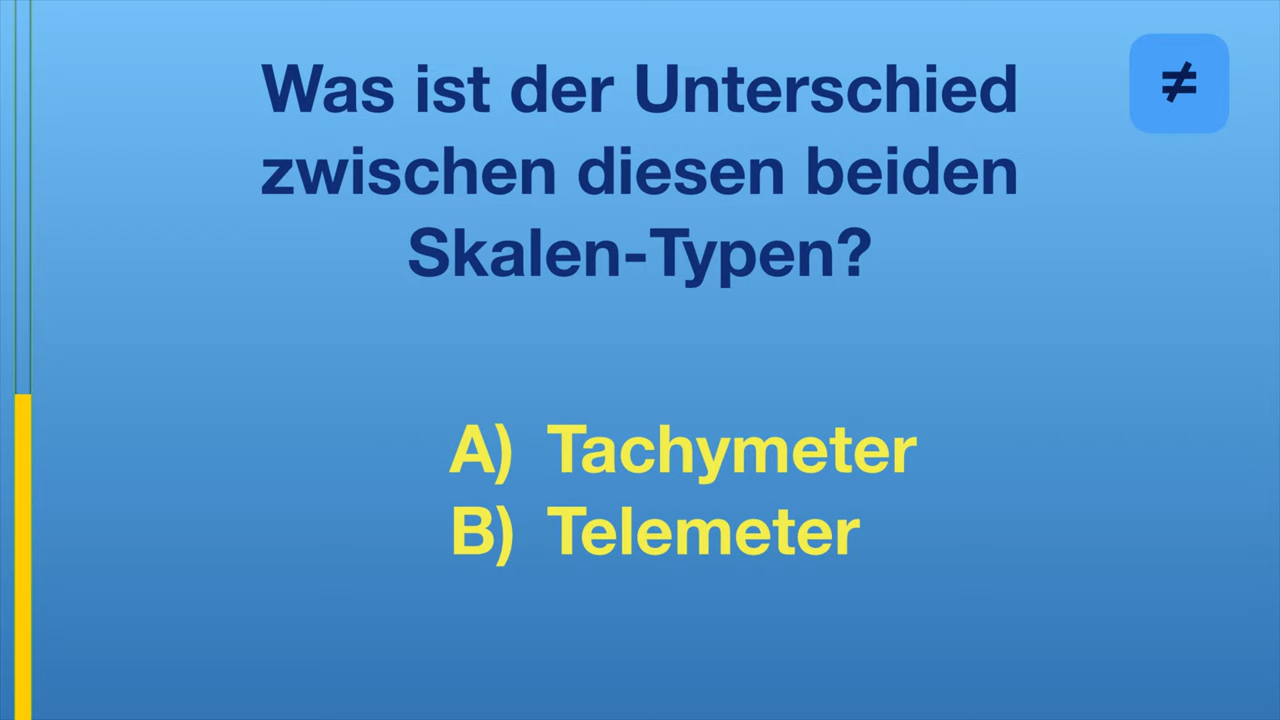 Was ist der Unterschied
zwischen diesen beiden
Skalen-Typen?
≠
A) Tachymeter
B) Telemeter